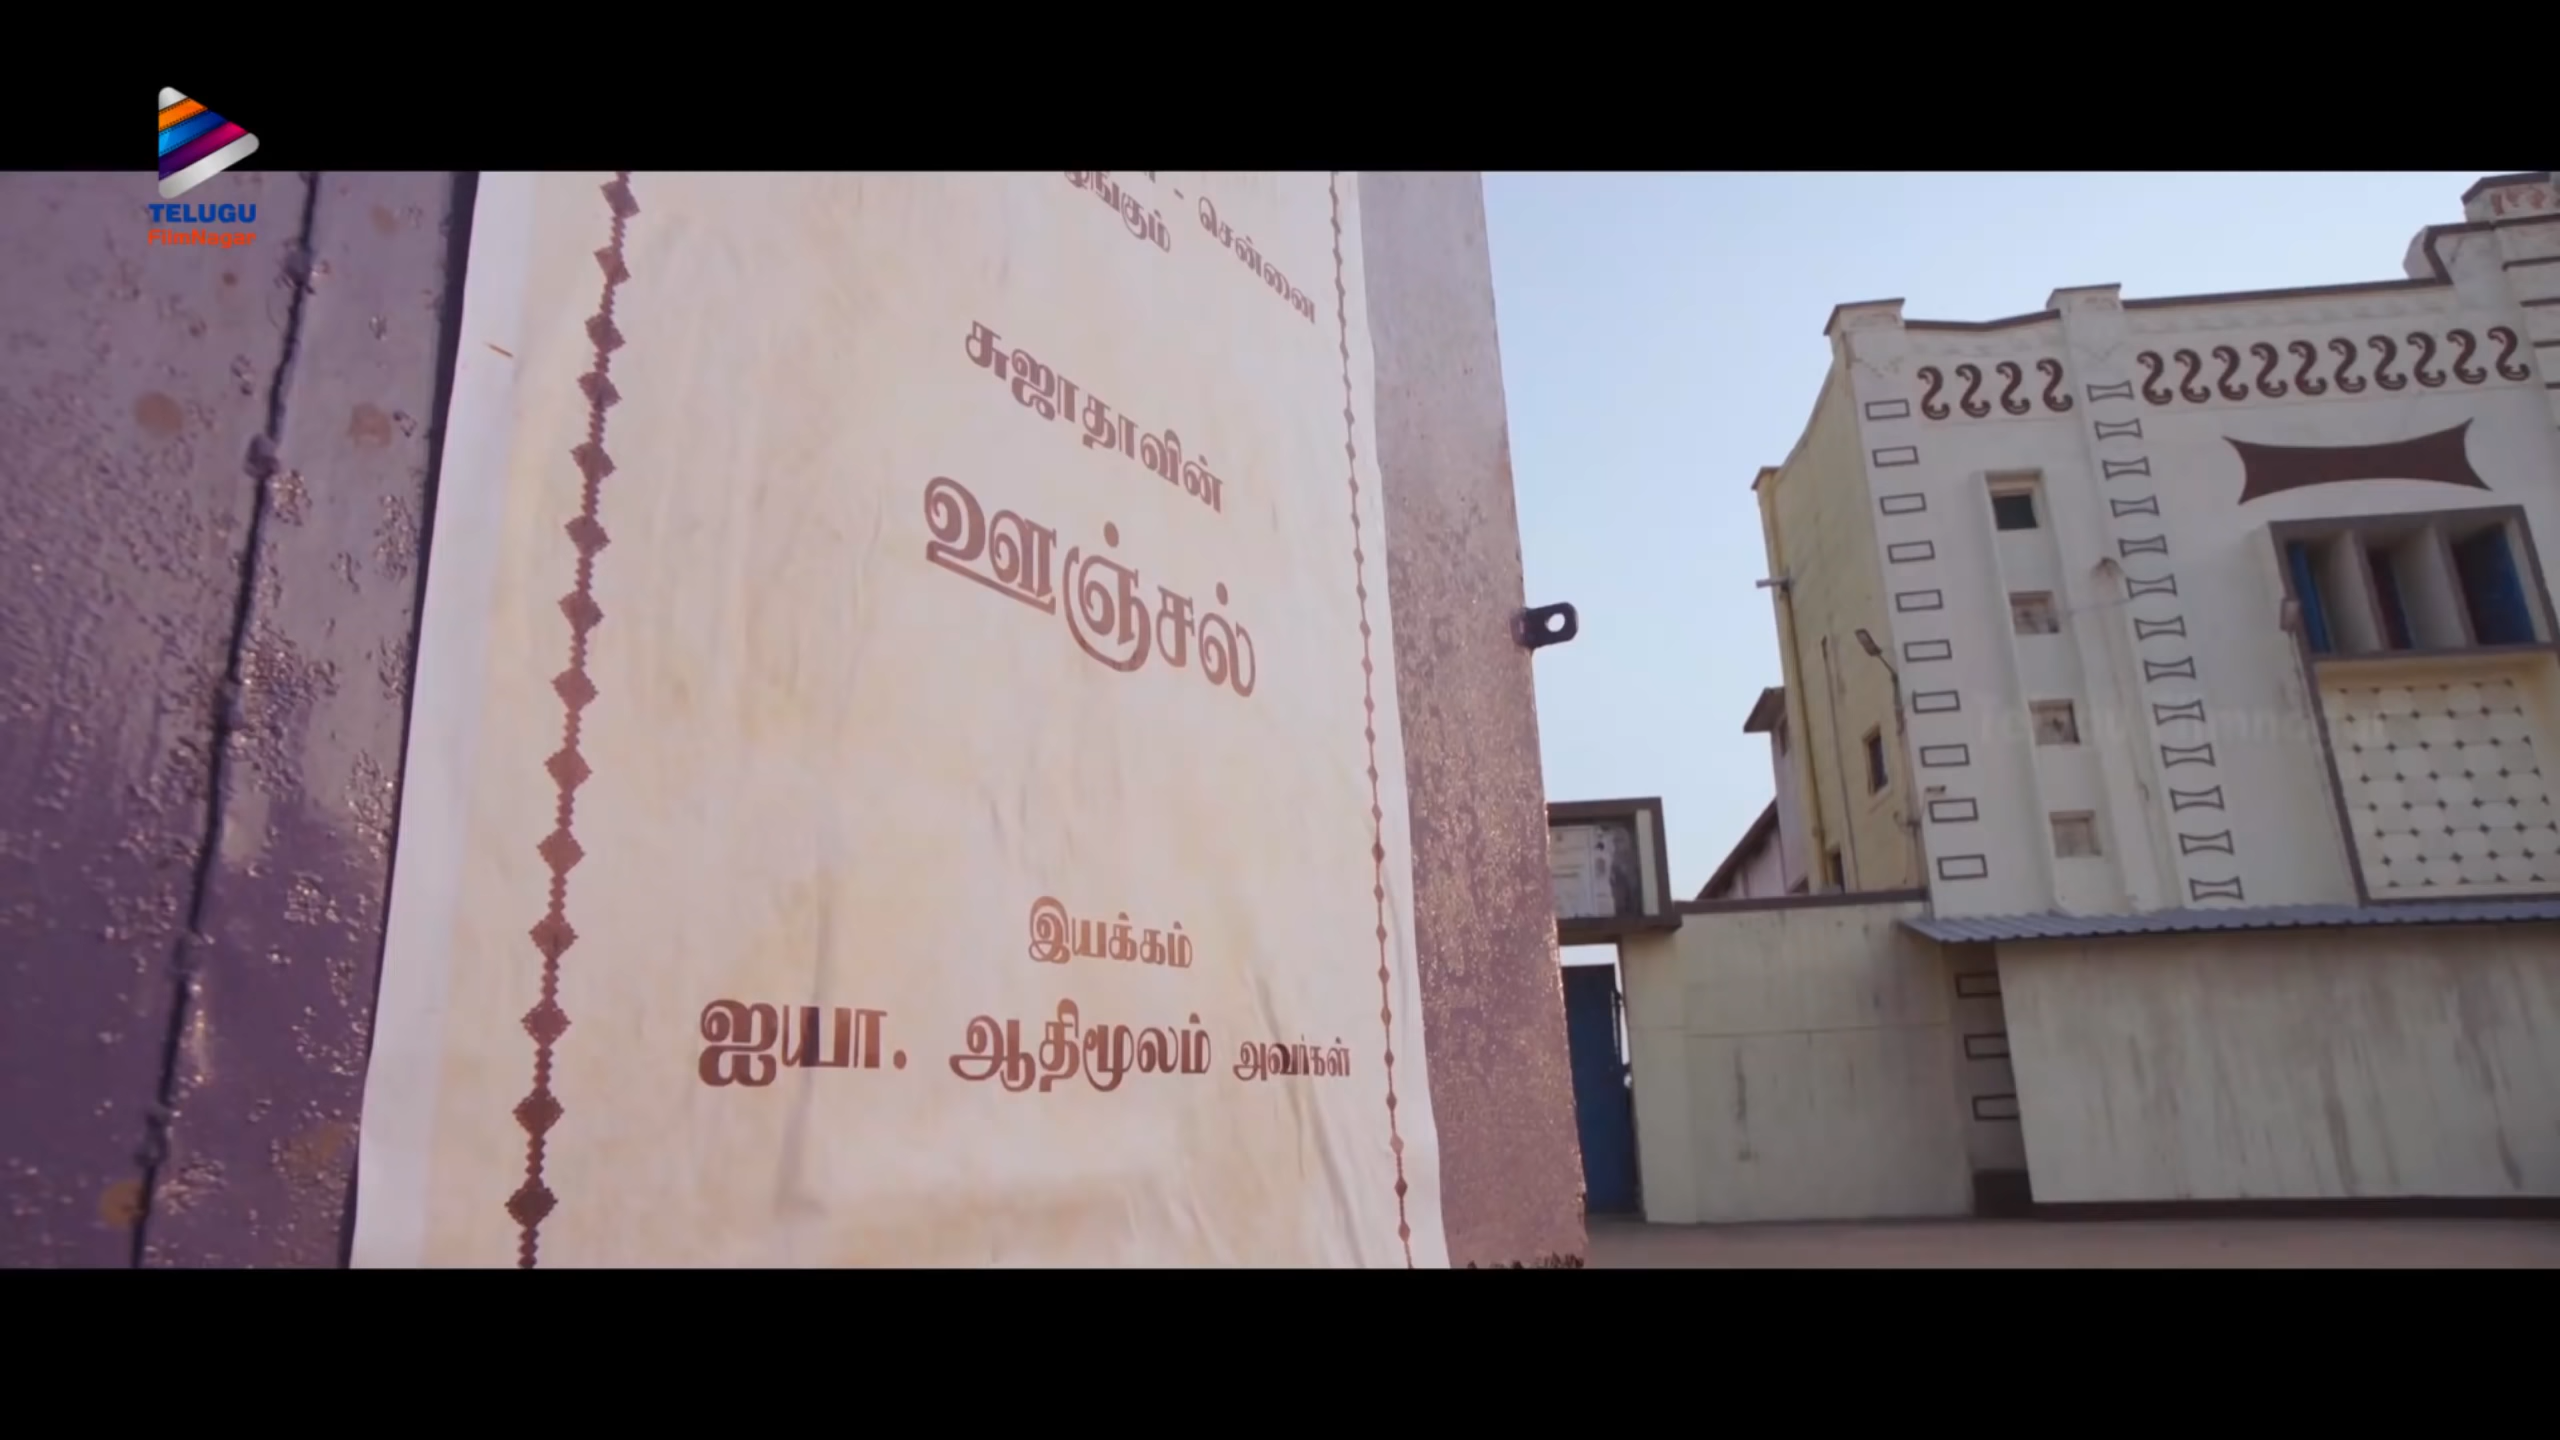 TELUGU
FilmNagar
- சென்னை
சுஜாதாவின்
ஊஞ்சல்
இயக்கம்
ஐயா. ஆதிமூலம் அவர்கள்